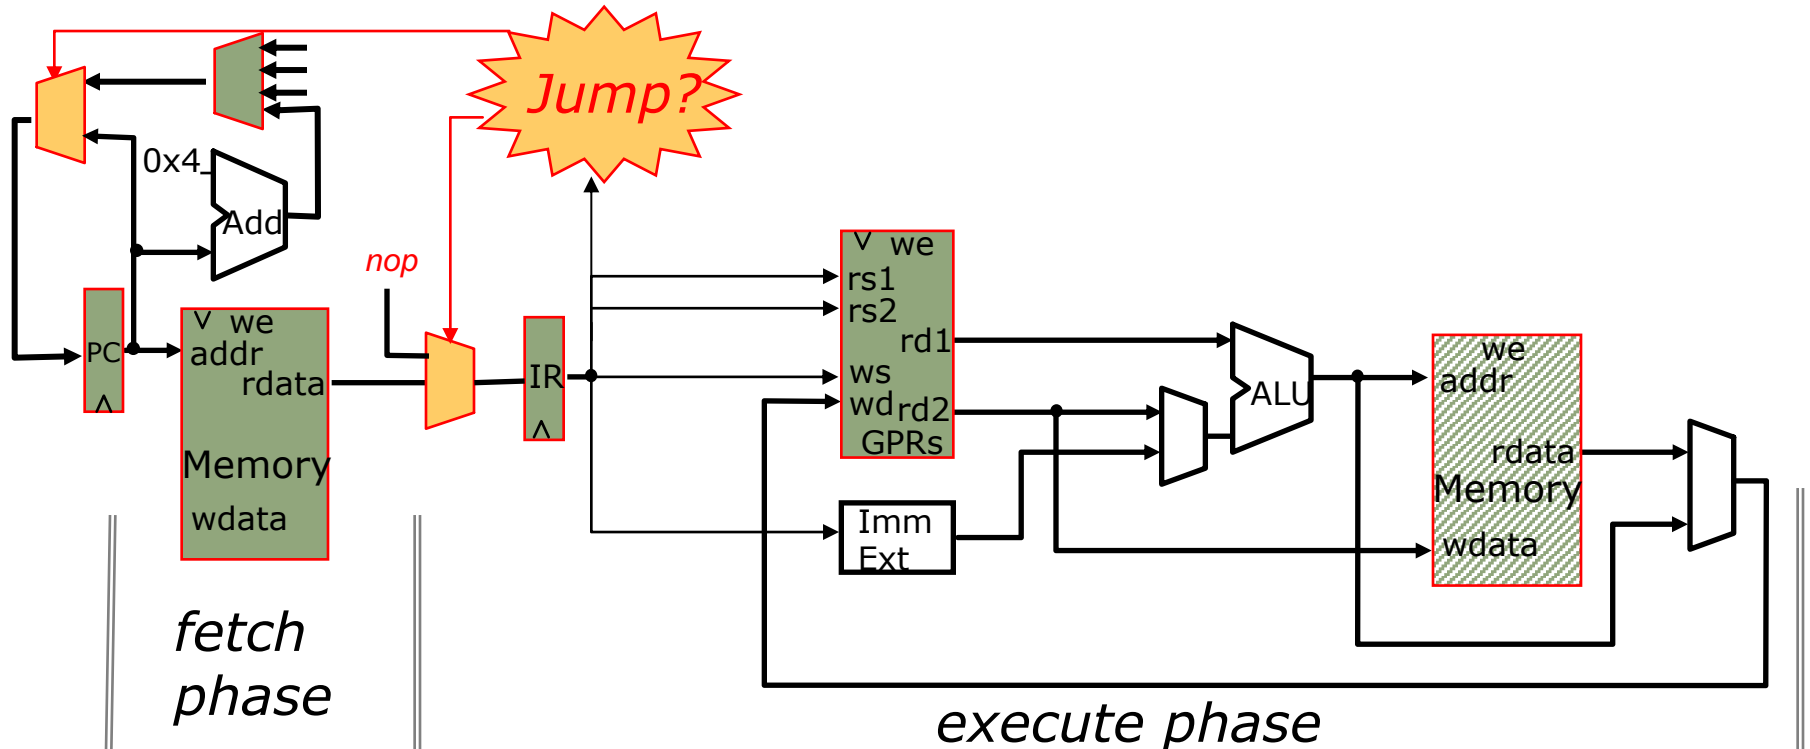 Jump?
0x4
Add
nop
PC
we
addr
rdata
Memory
wdata
IR
we
rs1
rs2
rd1
ws
wd
rd2
GPRs
Imm
Ext
ALU
we
addr
rdata
Memory
wdata
fetch
phase
execute phase